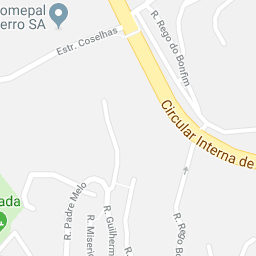 omepal
erro SA
R. Rego do Bonfim
Estr. Coselhas
Circular Interna de
ada
R. Padre Melo
R. Miseric
R. Guilherm
R. Rego Bo